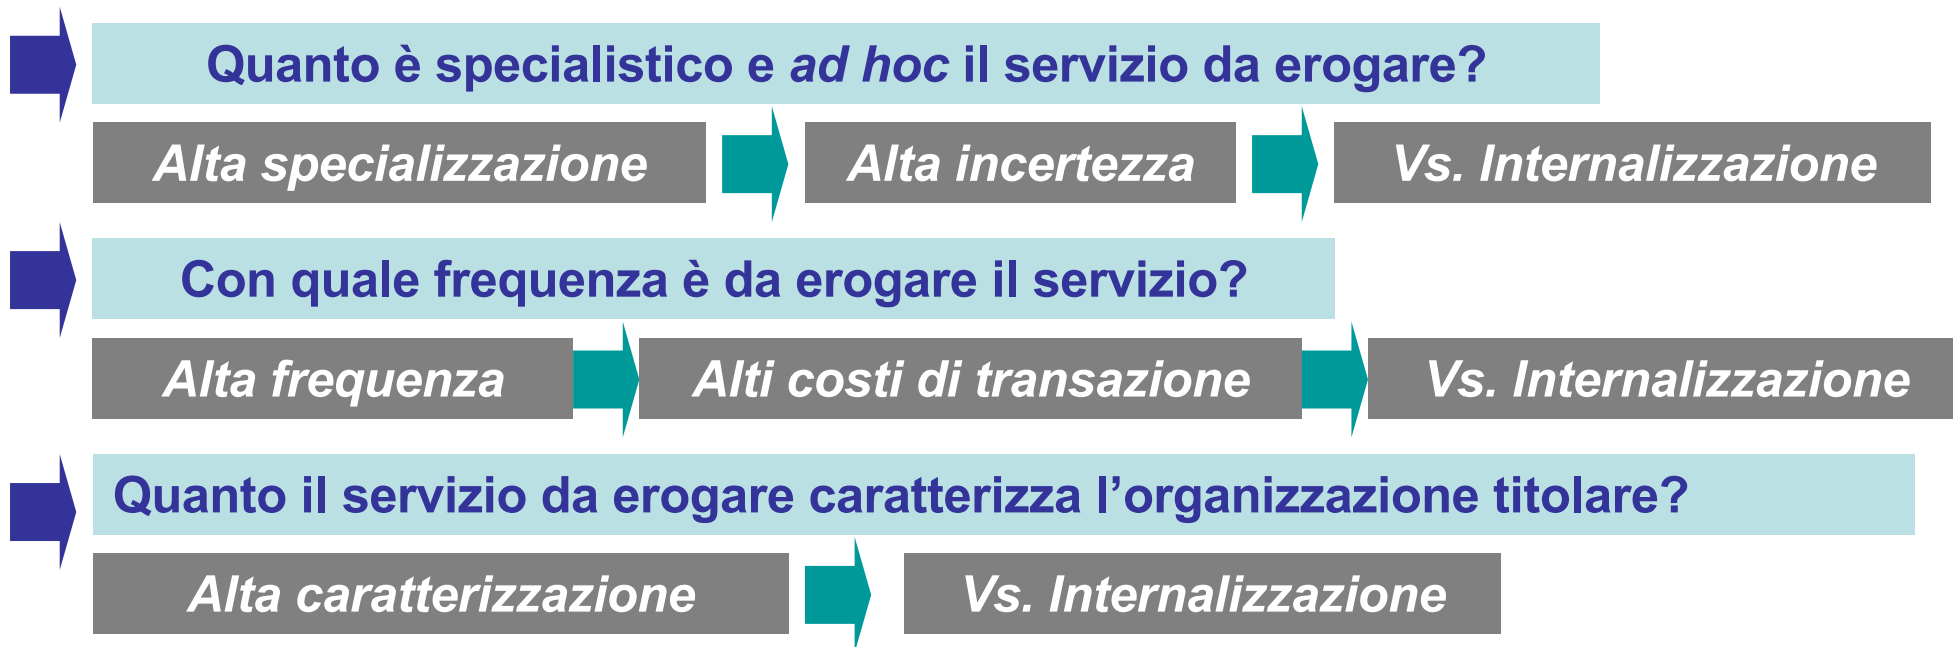 Quanto è specialistico e ad hoc il servizio da erogare?
Alta specializzazione Alta incertezza Vs. Internalizzazione
Con quale frequenza è da erogare il servizio?
Alta frequenza Alti costi di transazione Vs. Internalizzazione
Quanto il servizio da erogare caratterizza l’organizzazione titolare?
Alta caratterizzazione Vs. Internalizzazione